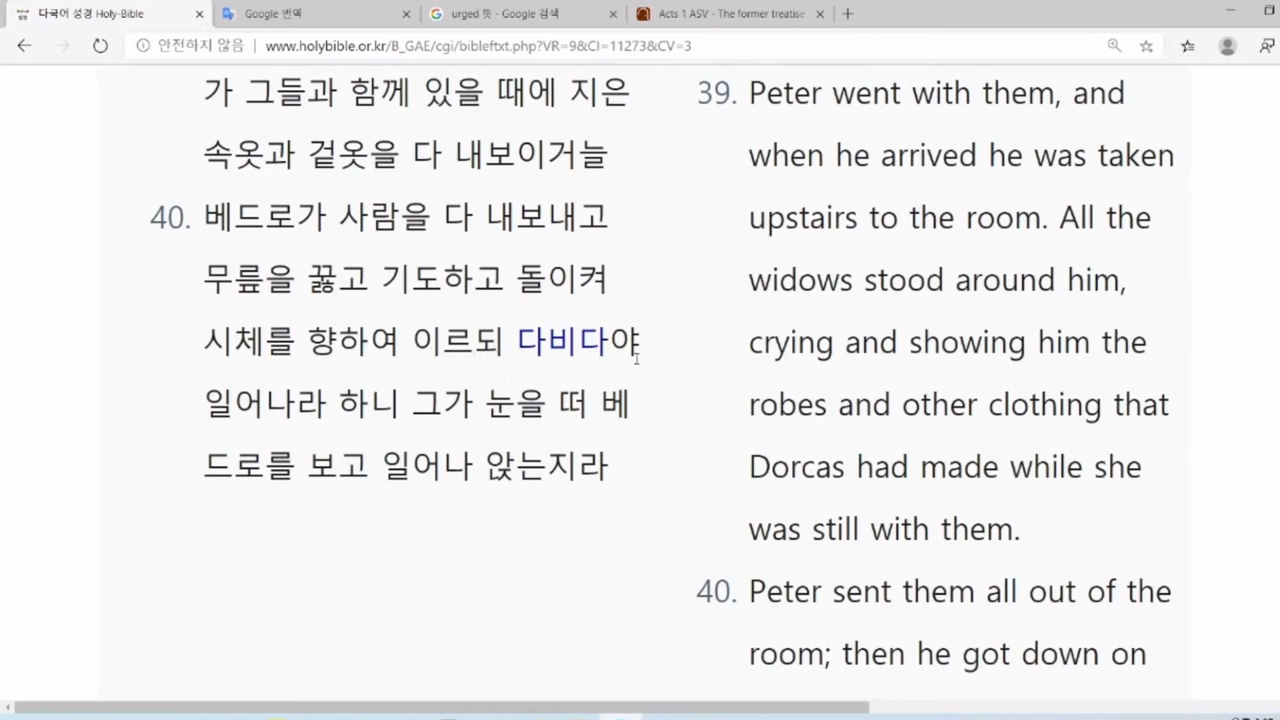 다국어 성경 Holy-Bible
Google 번역
urged 뜻 - Google 검색
Acts 1 ASV - The former treatise
안전하지 않음 | www.holybible.or.kr/B_GAE/cgi/bibleftxt.php?VR=9&CI=11273&CV=3
가 그들과 함께 있을 때에 지은
속옷과 겉옷을 다 내보이거늘
40. 베드로가 사람을 다 내보내고
무릎을 꿇고 기도하고 돌이켜
시체를 향하여 이르되 다비다야
일어나라 하니 그가 눈을 떠 베
드로를 보고 일어나 앉는지라
39. Peter went with them, and
when he arrived he was taken
upstairs to the room. All the
widows stood around him,
crying and showing him the
robes and other clothing that
Dorcas had made while she
was still with them.
40. Peter sent them all out of the
room; then he got down on